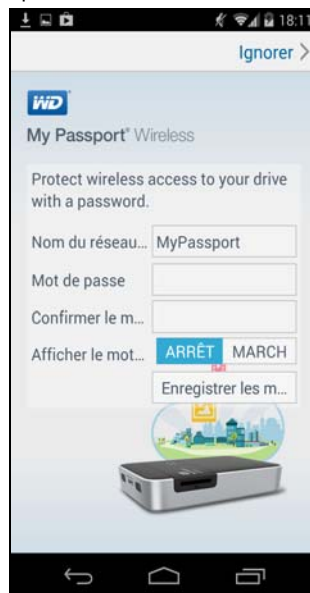 18:11
Ignorer >
WD
My Passport® Wireless
Protect wireless access to your drive
with a password.
Nom du réseau... MyPassport
Mot de passe
Confirmer le m...
Afficher le mot... ARRÊT MARCH
Enregistrer les m...